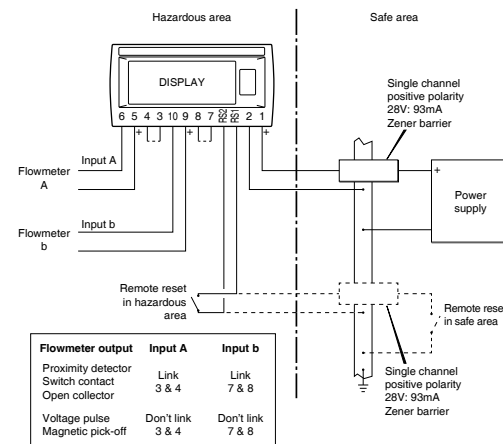 Hazardous area
Safe area
DISPLAY
6 5 4 3 10 9 8 7 RS2 RS1 2 1
+ + +
Single channel
positive polarity
28V: 93mA
Zener barrier
Input A
Flowmeter
A
+
Power
supply
Input b
Flowmeter
b
Remote reset
in hazardous
area
Remote reset
in safe area
Flowmeter output Input A Input b
Proximity detector
Switch contact
Open collector
Link
3 & 4
Link
7 & 8
Voltage pulse
Magnetic pick-off
Don't link
3 & 4
Don't link
7 & 8
Single channel
positive polarity
28V: 93mA
Zener barrier